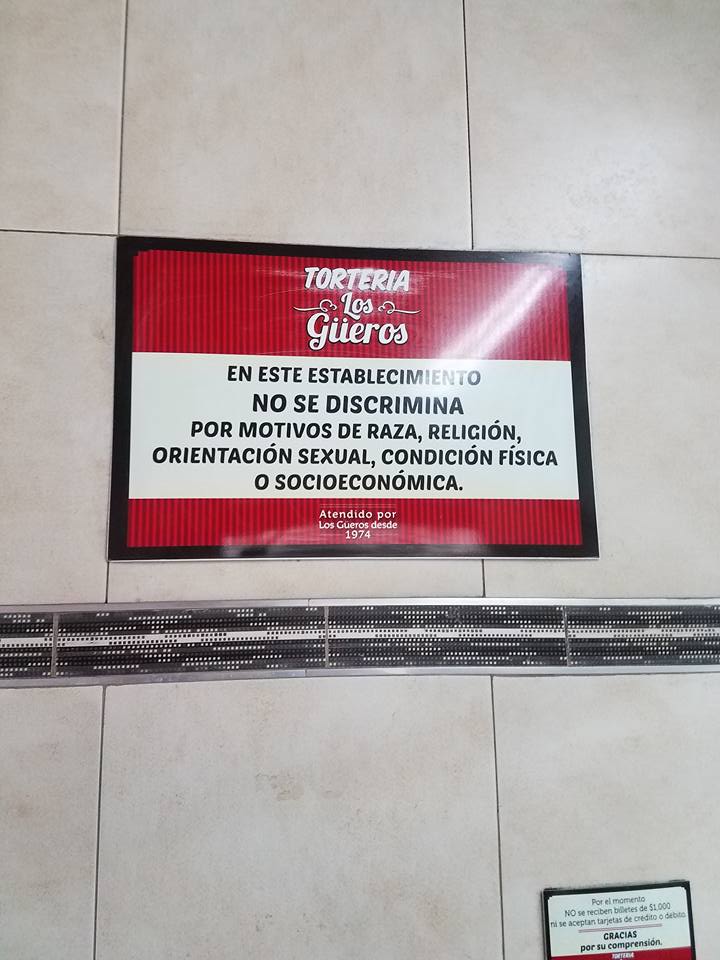 TORTERIA
Los
Güeros
EN ESTE ESTABLECIMIENTO
NO SE DISCRIMINA
POR MOTIVOS DE RAZA, RELIGIÓN,
ORIENTACIÓN SEXUAL, CONDICIÓN FÍSICA
O SOCIOECONÓMICA.
Atendido por
Los Güeros desde
1974
Por el momento
NO se reciben billetes de $1,000
ni se aceptan tarjetas de crédito o débito.
GRACIAS
por su comprensión.
TORTERIA